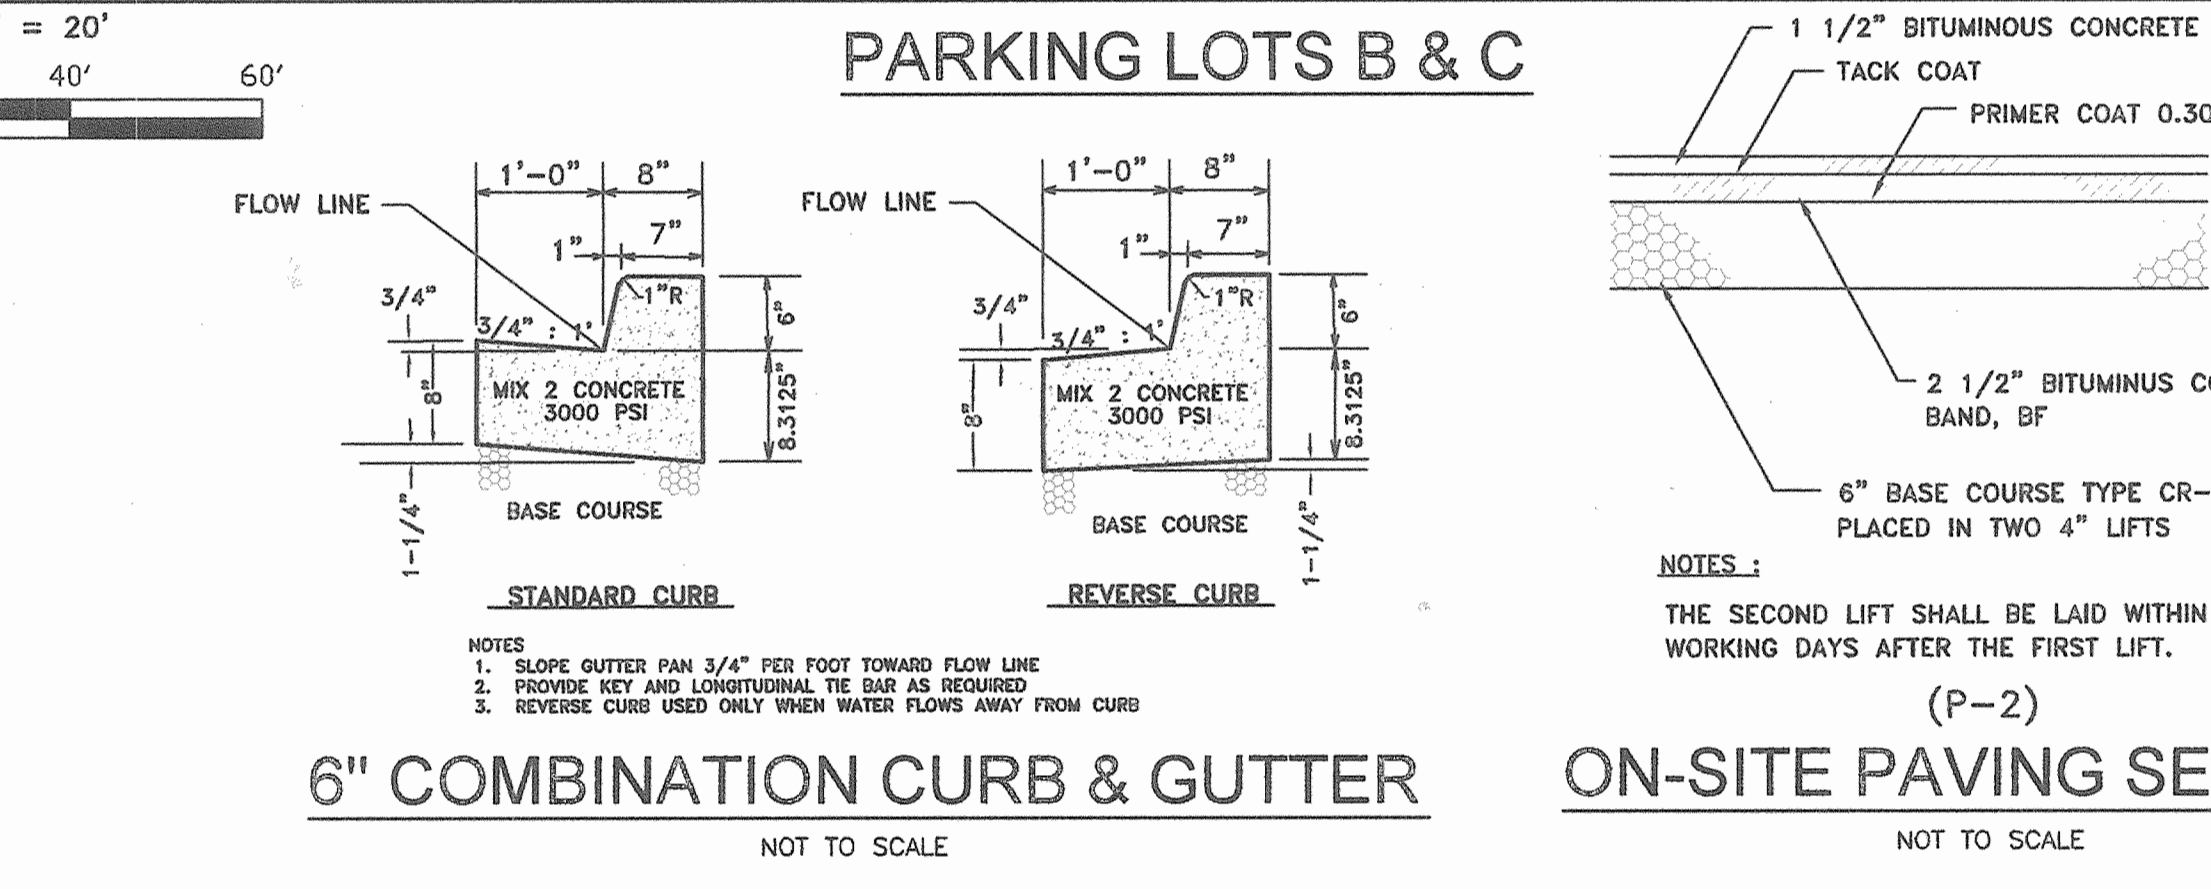 = 20'
40' 60'
PARKING LOTS B & C
1'-0" 8"
FLOW LINE
7"
1"
1"R
3/4"
3/4" : 1'
6"
MIX 2 CONCRETE
3000 PSI
8"
8.3125"
BASE COURSE
1-1/4"
STANDARD CURB
1'-0" 8"
FLOW LINE
7"
1"
1"R
3/4"
3/4" : 1'
6"
MIX 2 CONCRETE
3000 PSI
8"
8.3125"
BASE COURSE
1-1/4"
REVERSE CURB
NOTES
1. SLOPE GUTTER PAN 3/4" PER FOOT TOWARD FLOW LINE
2. PROVIDE KEY AND LONGITUDINAL TIE BAR AS REQUIRED
3. REVERSE CURB USED ONLY WHEN WATER FLOWS AWAY FROM CURB
6" COMBINATION CURB & GUTTER
NOT TO SCALE
1 1/2" BITUMINOUS CONCRETE
TACK COAT
PRIMER COAT 0.30
2 1/2" BITUMINUS
BAND, BF
6" BASE COURSE TYPE CR-
PLACED IN TWO 4" LIFTS
NOTES :
THE SECOND LIFT SHALL BE LAID WITHIN
WORKING DAYS AFTER THE FIRST LIFT.
(P-2)
ON-SITE PAVING SE
NOT TO SCALE